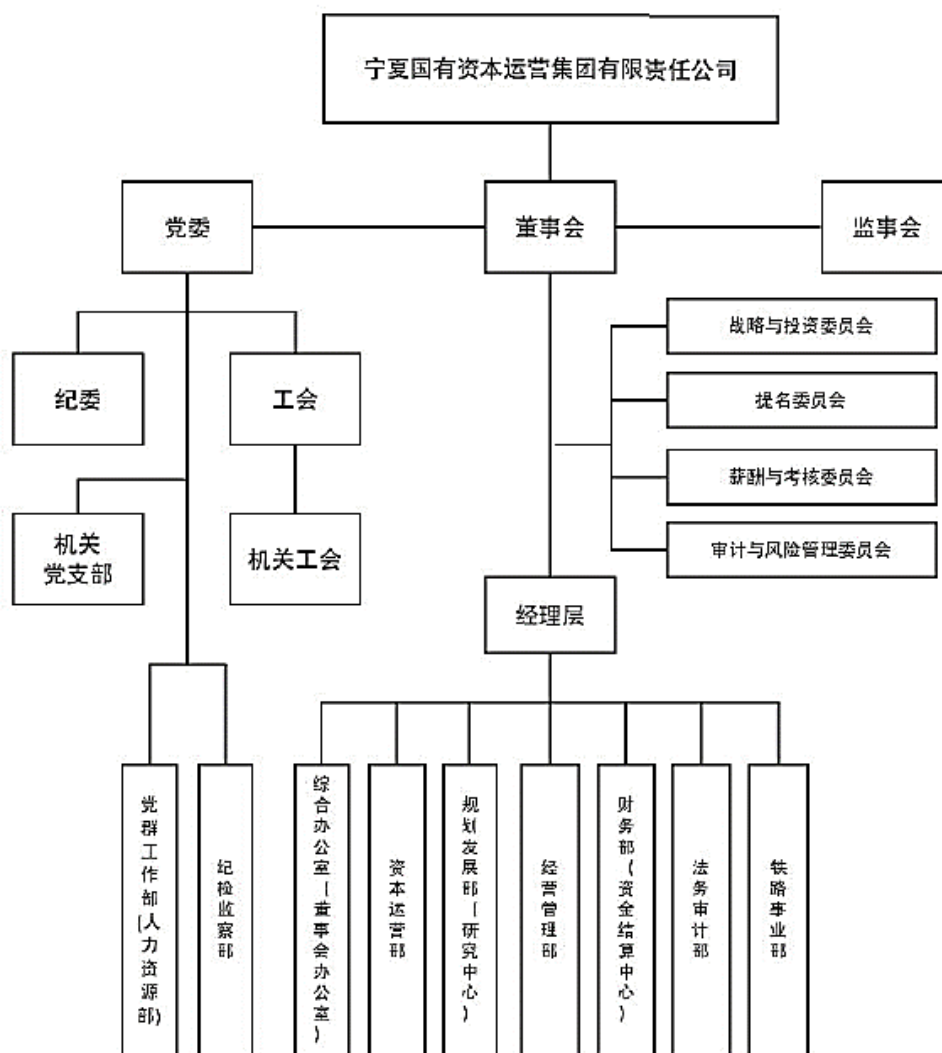 宁夏国有资本运营集团有限责任公司
党委
董事会
监事会
战略与投资委员会
提名委员会
薪酬与考核委员会
审计与风险管理委员会
纪委
工会
机关
党支部
机关工会
经理层
党群工作部(人力资源部)
纪检监察部
综合办公室(董事会办公室)
资本运营部
规划发展部(研究中心)
经营管理部
财务部(资金结算中心)
法务审计部
铁路事业部